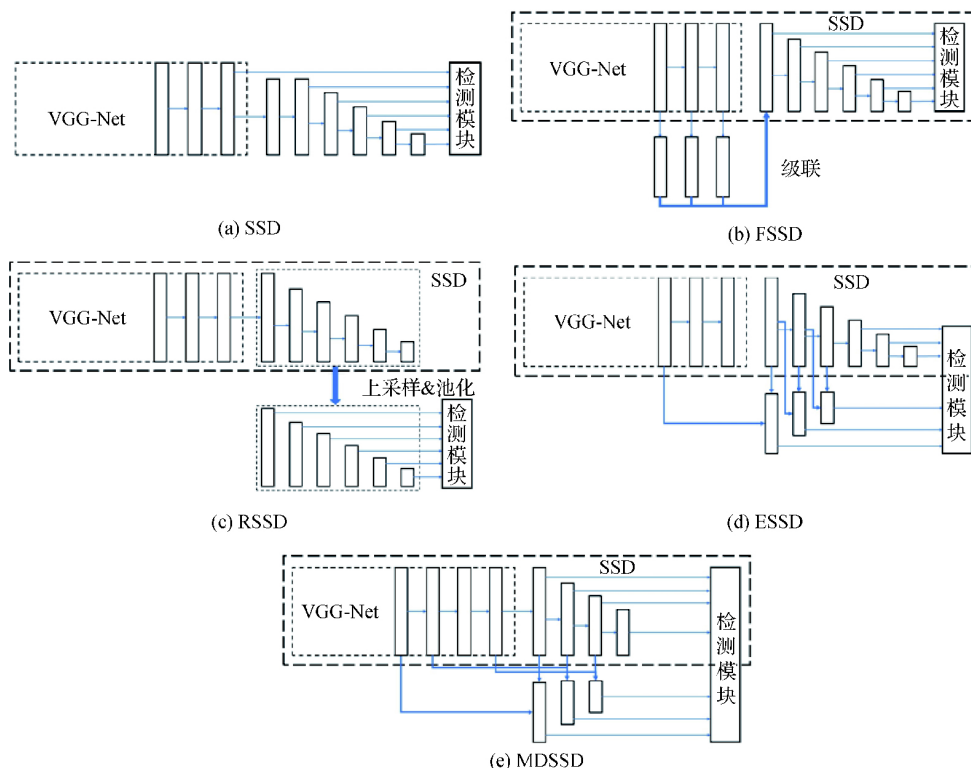 VGG-Net
检测模块
(a) SSD
SSD
VGG-Net
检测模块
级联
(b) FSSD
SSD
VGG-Net
上采样&池化
检测模块
(c) RSSD
SSD
VGG-Net
检测模块
(d) ESSD
SSD
VGG-Net
检测模块
(e) MDSSD